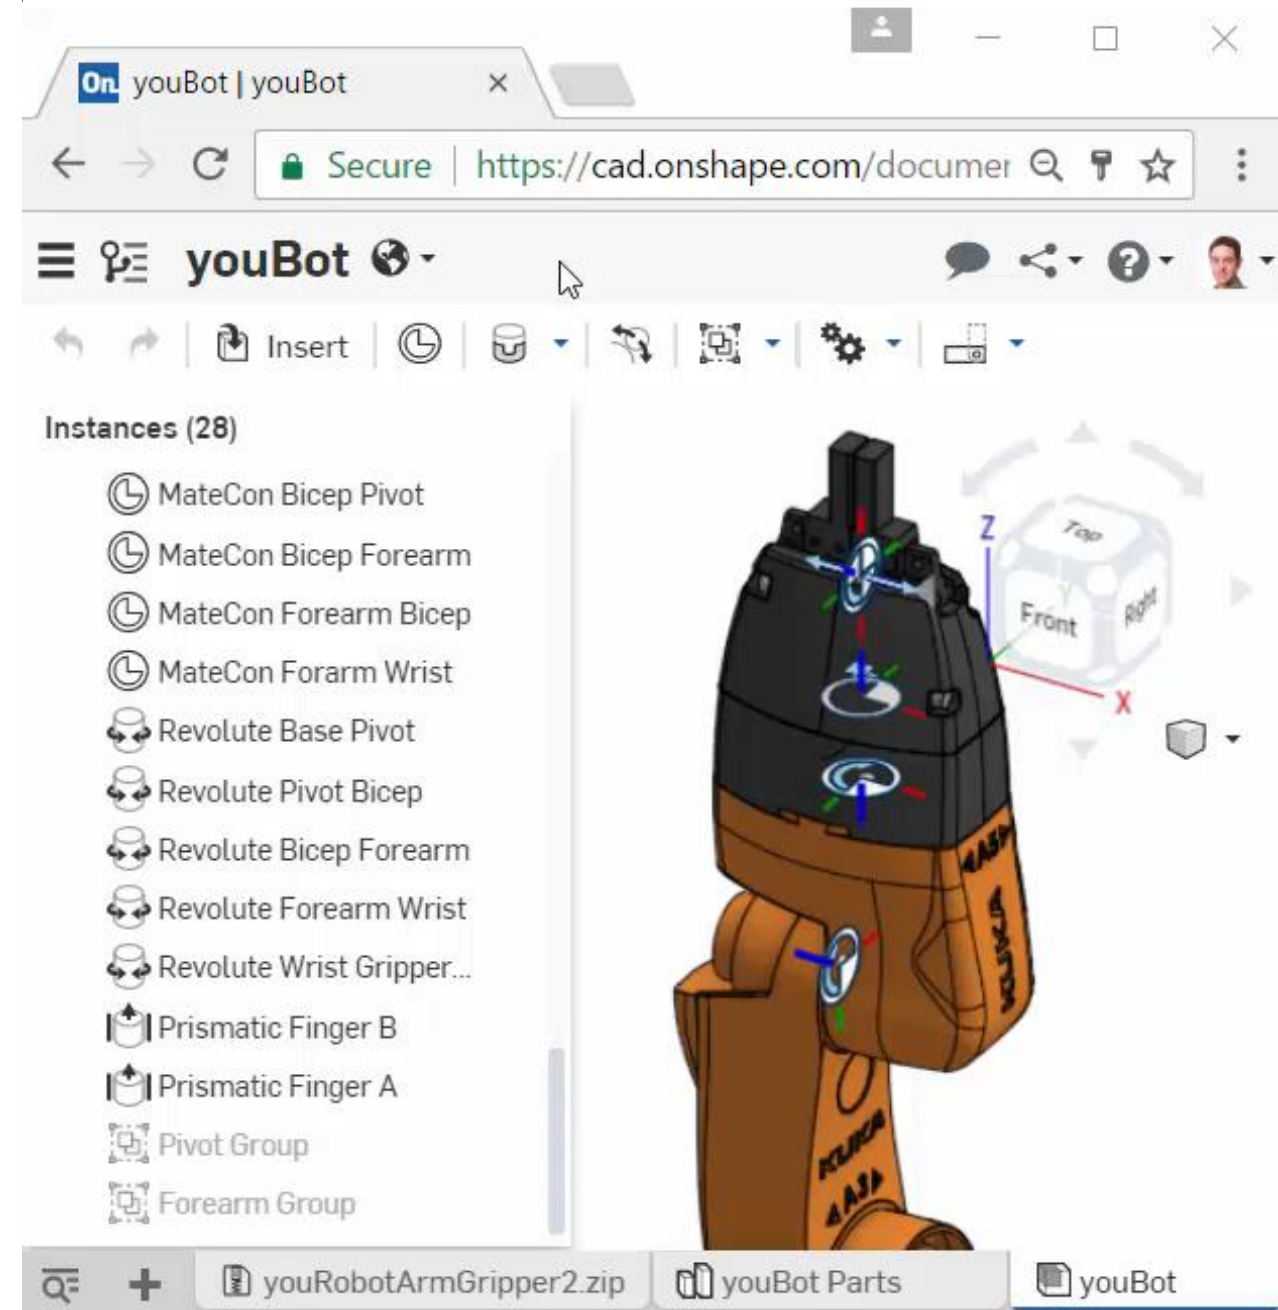 On youBot | youBot
Secure https://cad.onshape.com/documen
youBot
Insert
Instances (28)
MateCon Bicep Pivot
MateCon Bicep Forearm
MateCon Forearm Bicep
MateCon Forarm Wrist
Revolute Base Pivot
Revolute Pivot Bicep
Revolute Bicep Forearm
Revolute Forearm Wrist
Revolute Wrist Gripper...
Prismatic Finger B
Prismatic Finger A
Pivot Group
Forearm Group
Z
Top
Front
Right
Y
X
KUKA
KUKA
A3
youRobotArmGripper2.zip
youBot Parts
youBot